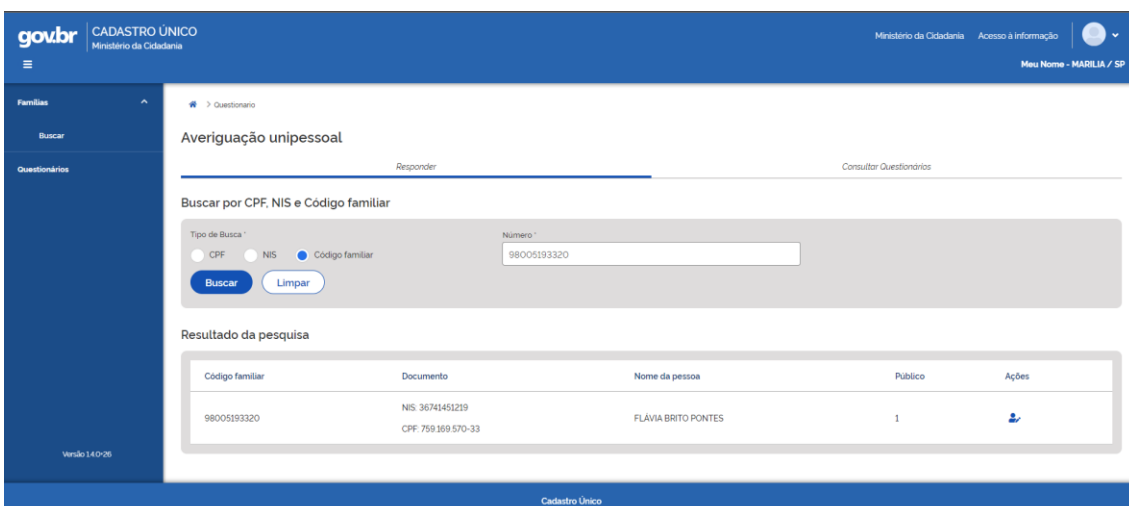 gov.br
CADASTRO ÚNICO
Ministério da Cidadania
Ministério da Cidadania Acesso à informação
Meu Nome - MARILIA / SP
Famílias
Buscar
Questionários
Versão 1.4.0-26
> Questionario
Averiguação unipessoal
Responder Consultar Questionários
Buscar por CPF, NIS e Código familiar
Tipo de Busca * Número *
CPF NIS Código familiar 98005193320
Buscar Limpar
Resultado da pesquisa
Código familiar Documento Nome da pessoa Público Ações
98005193320 NIS: 36741451219 FLÁVIA BRITO PONTES 1
CPF: 759.169.570-33
Cadastro Único